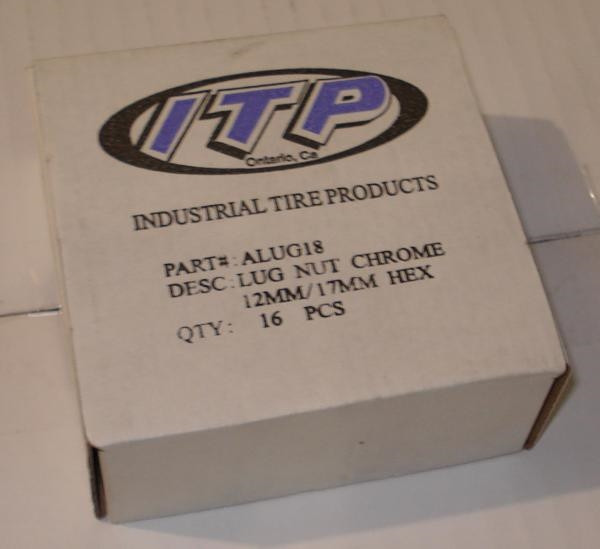 ITP
Ontario, Ca
INDUSTRIAL TIRE PRODUCTS
PART#: ALUG18
DESC: LUG NUT CHROME
12MM/17MM HEX
QTY: 16 PCS